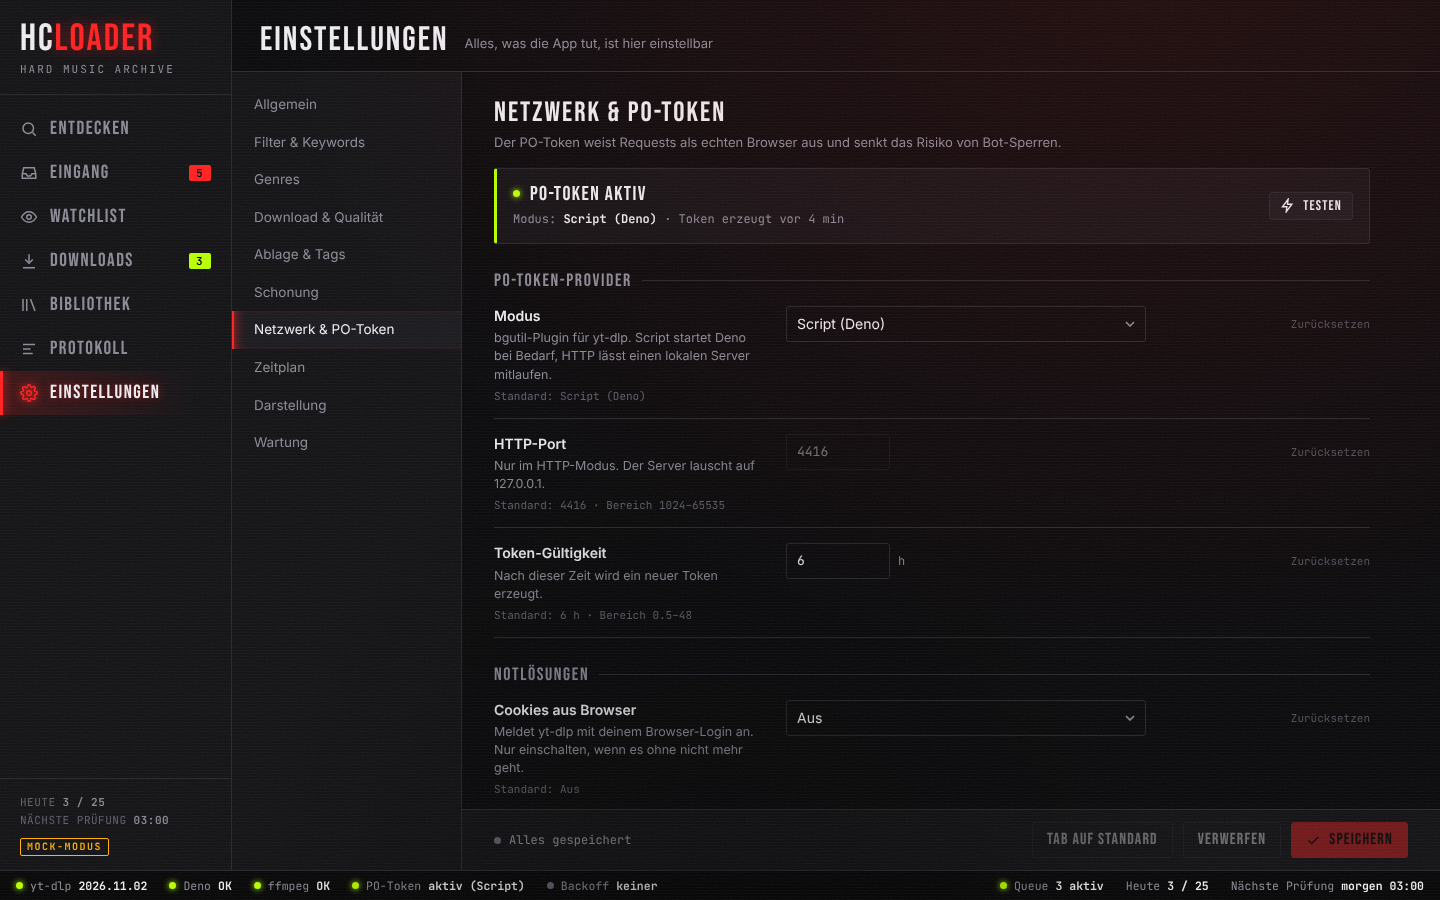 HCLOADER
HARD MUSIC ARCHIVE
ENTDECKEN
EINGANG 5
WATCHLIST
DOWNLOADS 3
BIBLIOTHEK
PROTOKOLL
EINSTELLUNGEN
HEUTE 3 / 25
NÄCHSTE PRÜFUNG 03:00
MOCK-MODUS
EINSTELLUNGEN Alles, was die App tut, ist hier einstellbar
Allgemein
Filter & Keywords
Genres
Download & Qualität
Ablage & Tags
Schonung
Netzwerk & PO-Token
Zeitplan
Darstellung
Wartung
NETZWERK & PO-TOKEN
Der PO-Token weist Requests als echten Browser aus und senkt das Risiko von Bot-Sperren.
PO-TOKEN AKTIV
Modus: Script (Deno) · Token erzeugt vor 4 min
TESTEN
PO-TOKEN-PROVIDER
Modus
bgutil-Plugin für yt-dlp. Script startet Deno
bei Bedarf, HTTP lässt einen lokalen Server
mitlaufen.
Standard: Script (Deno)
Script (Deno)
Zurücksetzen
HTTP-Port
Nur im HTTP-Modus. Der Server lauscht auf
127.0.0.1.
Standard: 4416 · Bereich 1024–65535
4416
Zurücksetzen
Token-Gültigkeit
Nach dieser Zeit wird ein neuer Token
erzeugt.
Standard: 6 h · Bereich 0.5–48
6 h
Zurücksetzen
NOTLÖSUNGEN
Cookies aus Browser
Meldet yt-dlp mit deinem Browser-Login an.
Nur einschalten, wenn es ohne nicht mehr
geht.
Standard: Aus
Aus
Zurücksetzen
Alles gespeichert
TAB AUF STANDARD
VERWERFEN
SPEICHERN
yt-dlp 2026.11.02 Deno OK ffmpeg OK PO-Token aktiv (Script) Backoff keiner Queue 3 aktiv Heute 3 / 25 Nächste Prüfung morgen 03:00